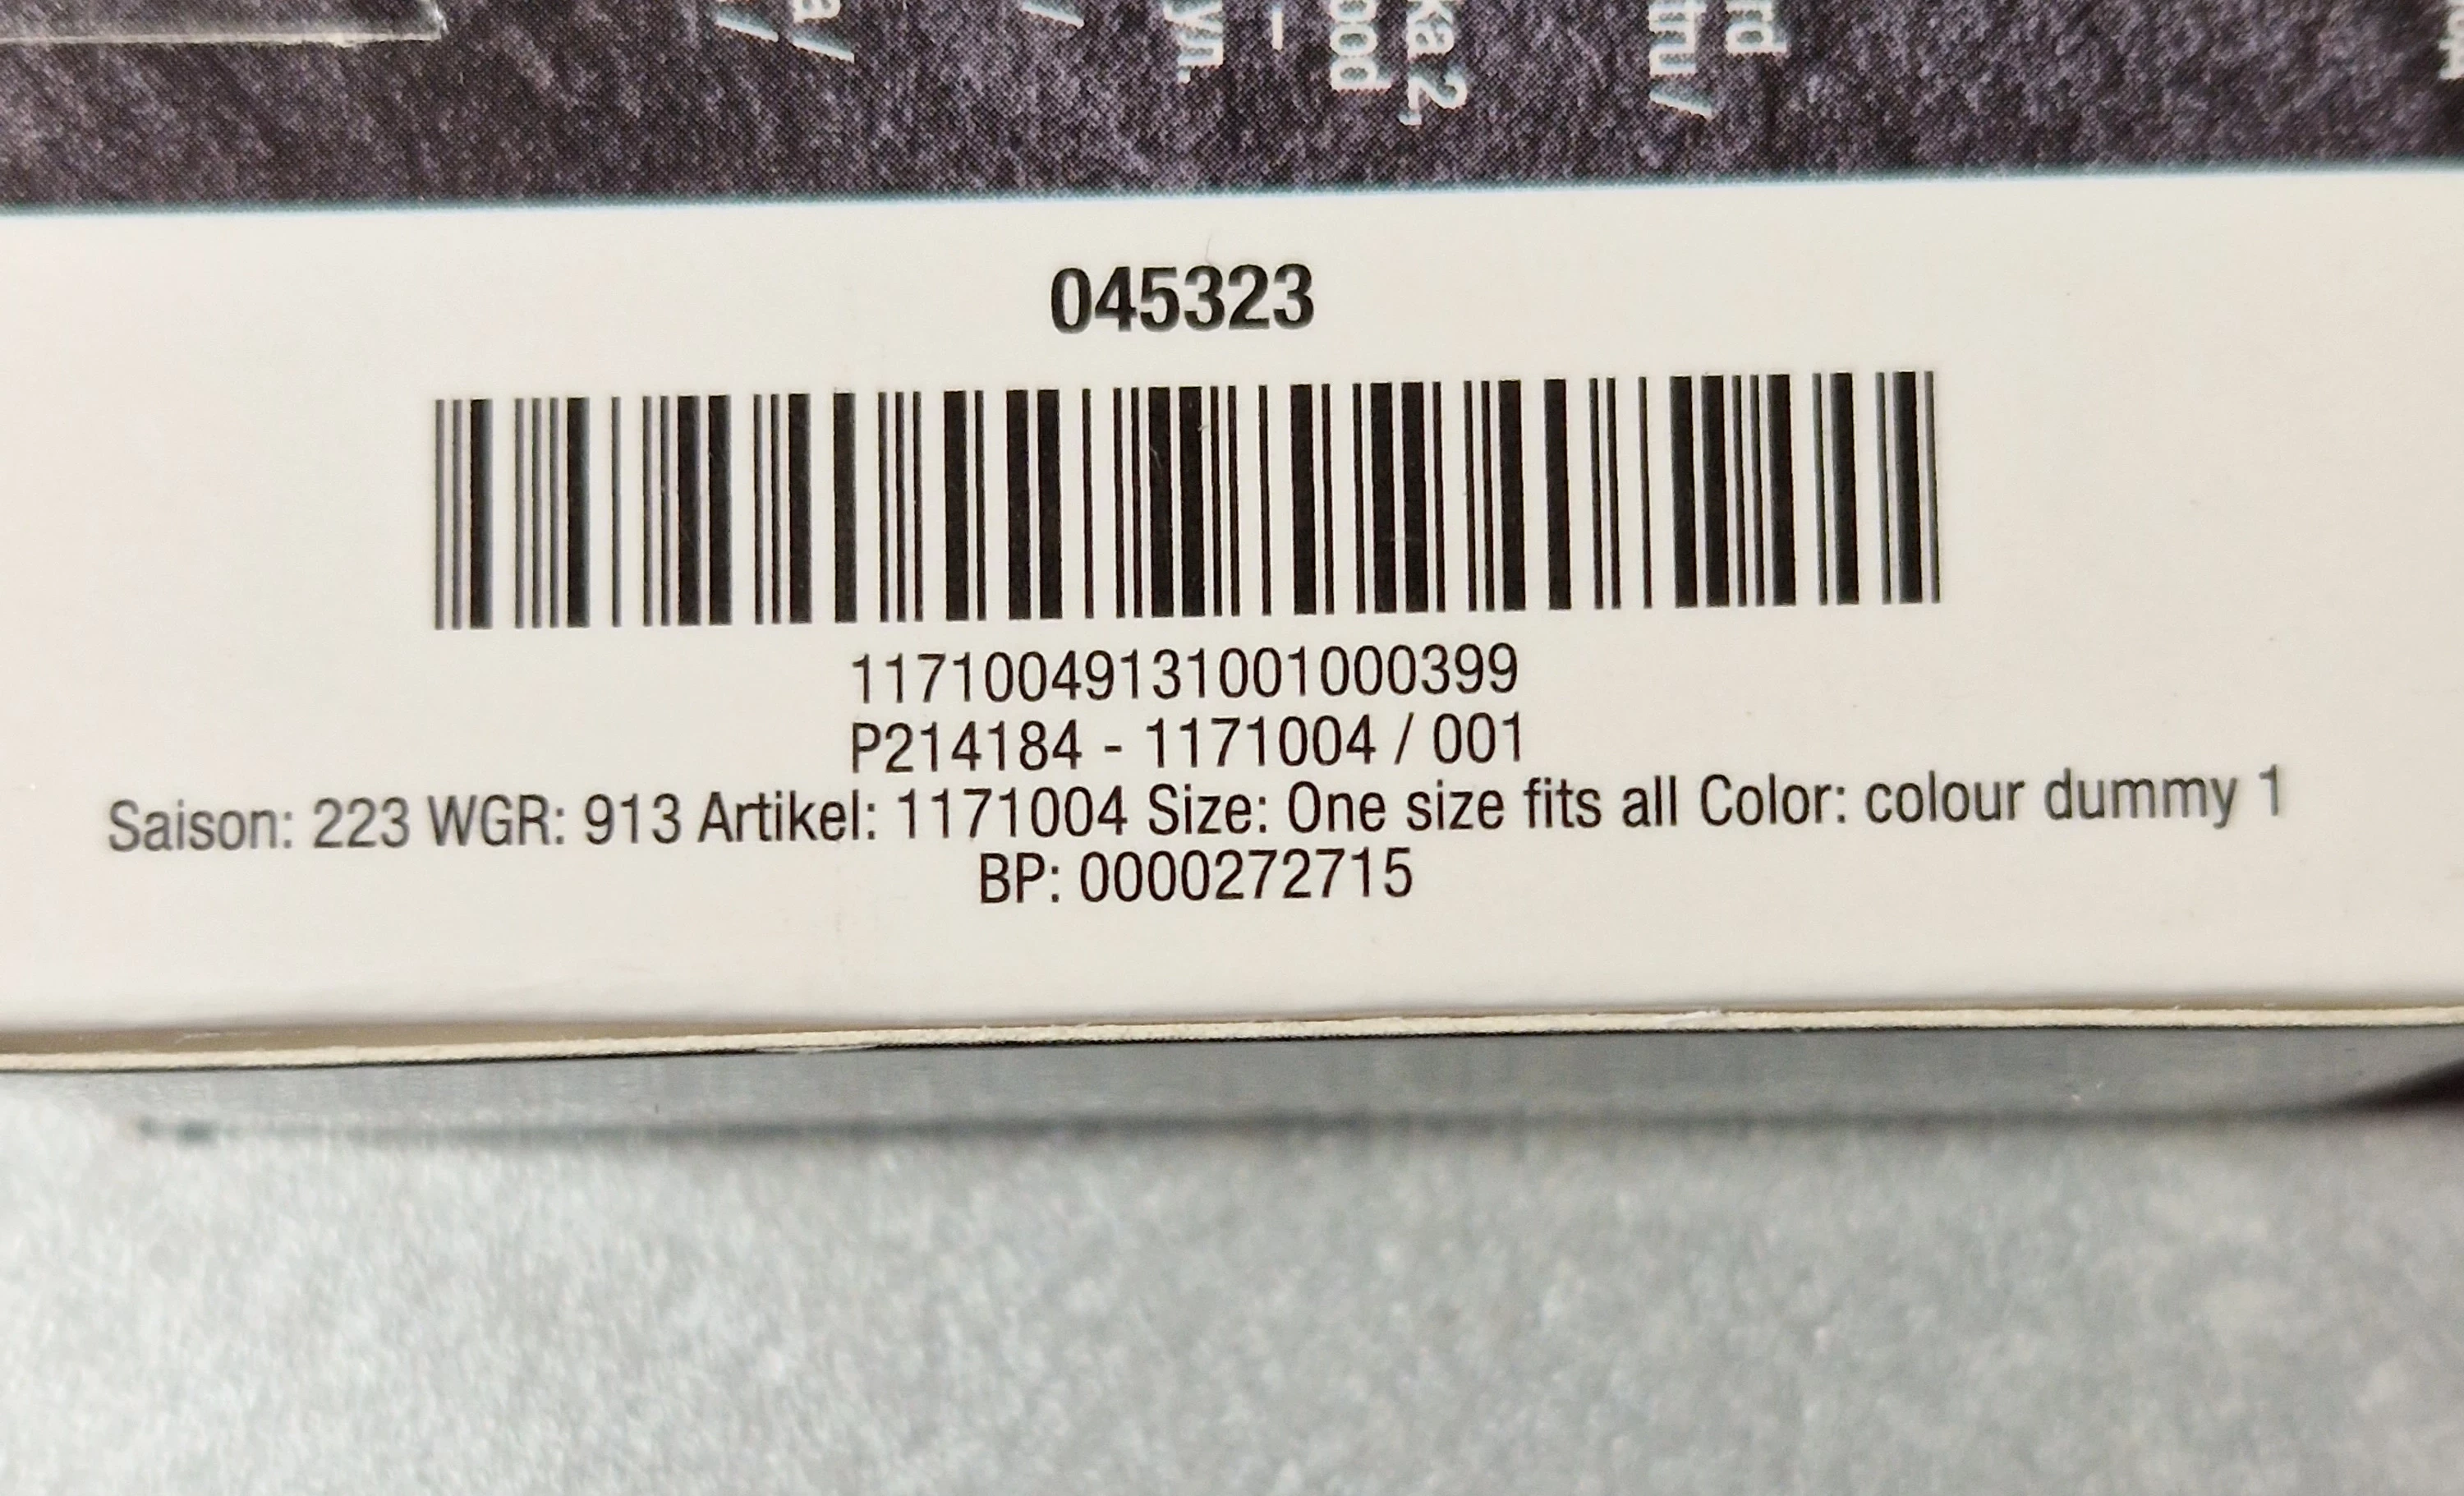 045323
11710049131001000399
P214184 - 1171004 / 001
Saison: 223 WGR: 913 Artikel: 1171004 Size: One size fits all Color: colour dummy 1
BP: 0000272715